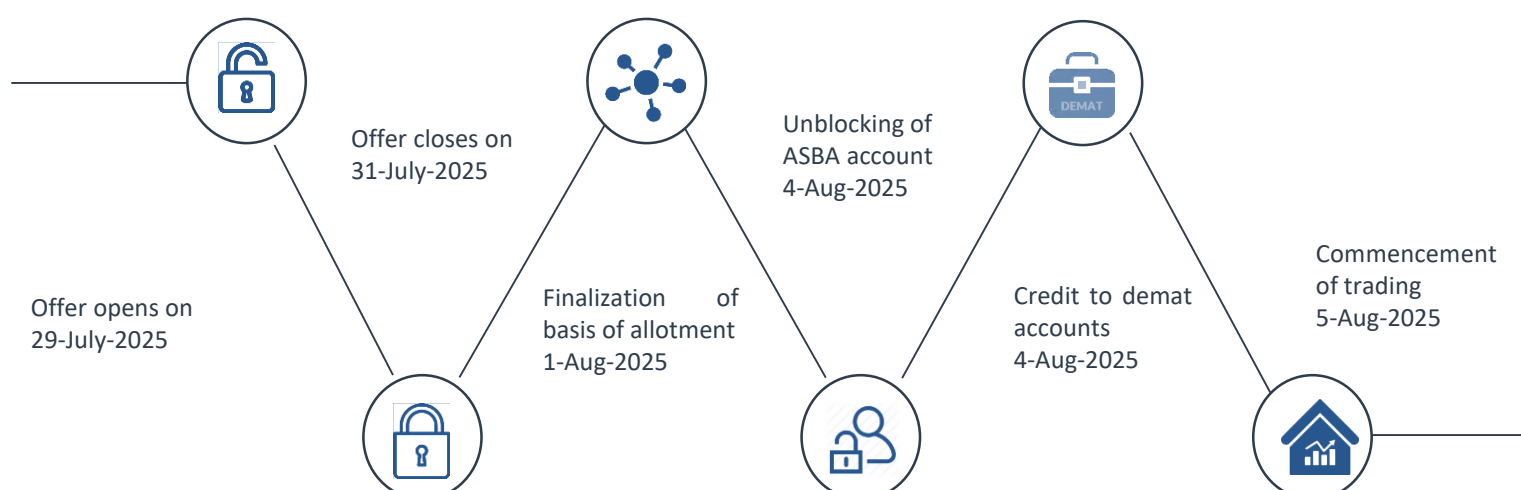 Offer opens on
29-July-2025
Offer closes on
31-July-2025
Finalization of
basis of allotment
1-Aug-2025
Unblocking of
ASBA account
4-Aug-2025
DEMAT
Credit to demat
accounts
4-Aug-2025
Commencement
of trading
5-Aug-2025